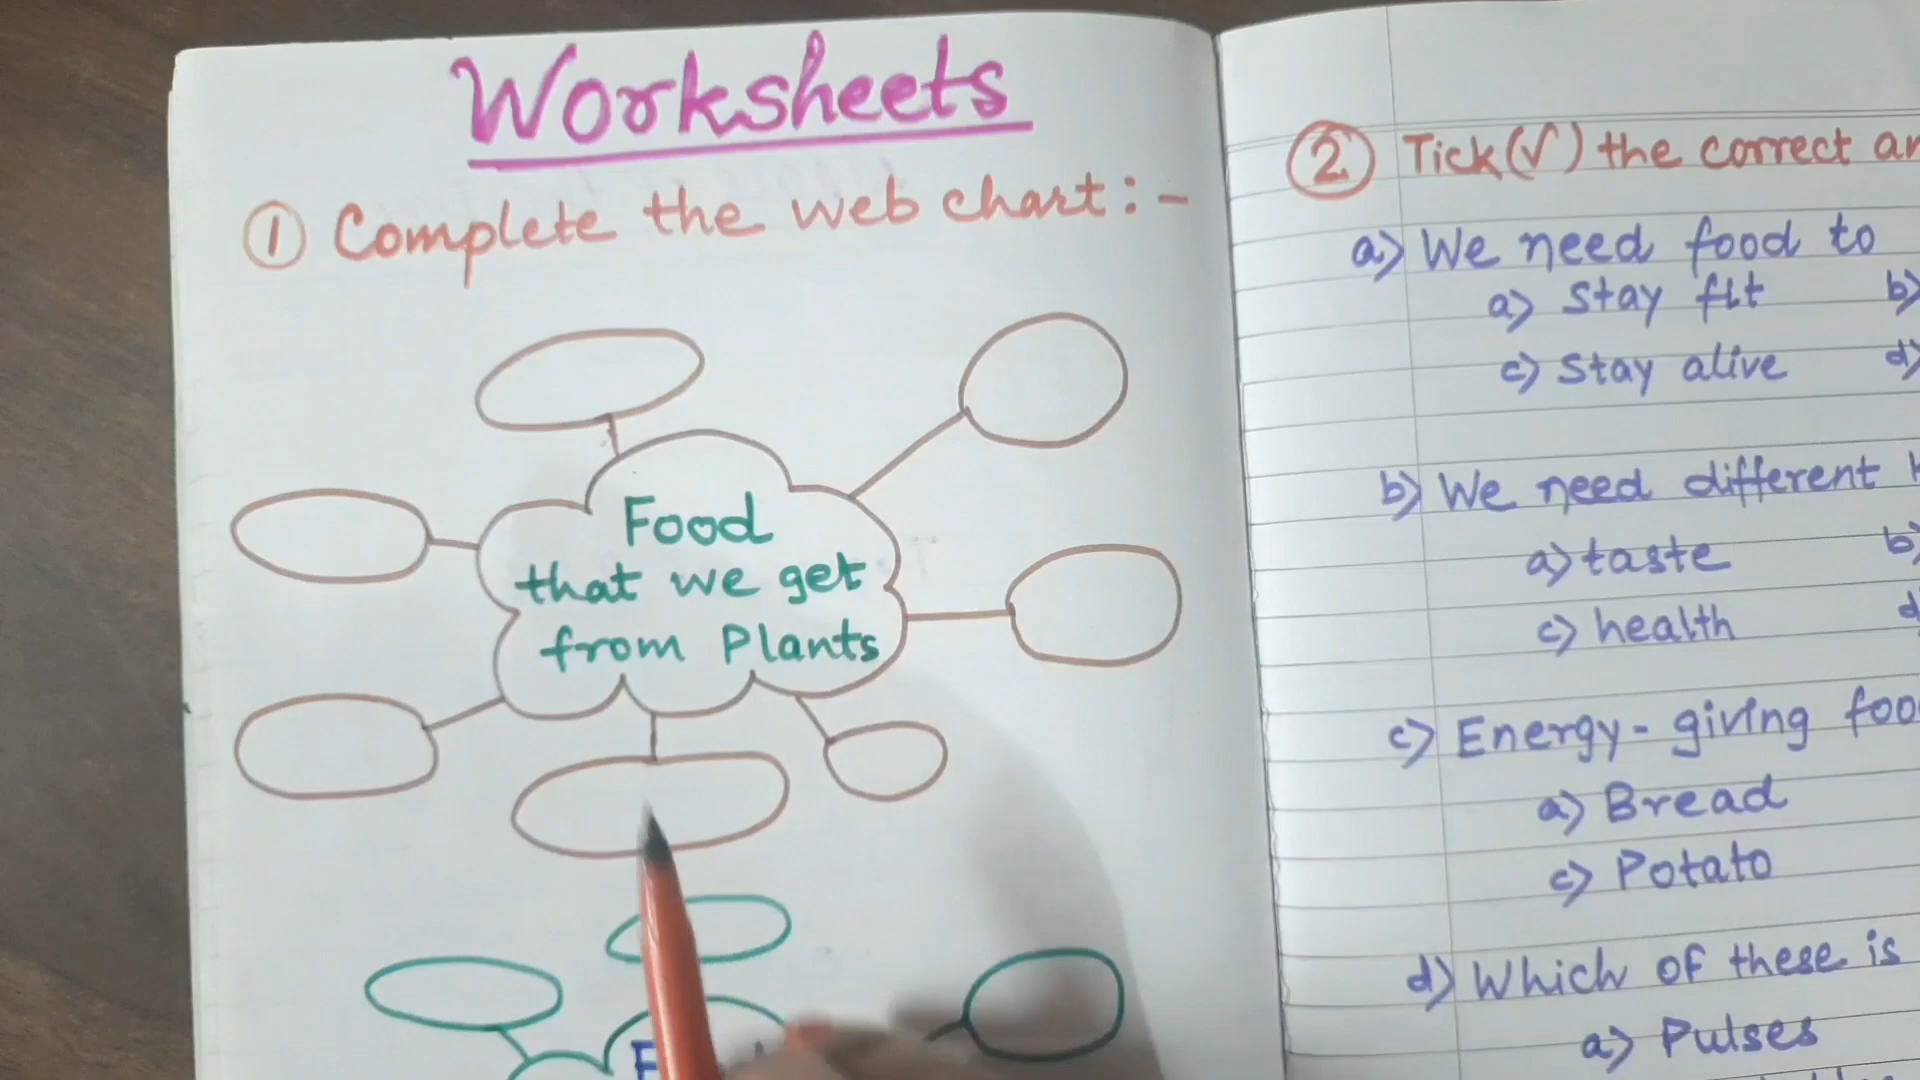 Worksheets
① Complete the web chart:-
Food
that we get
from Plants
② Tick(√) the correct
a) We need food to
a) Stay fit b)
c) Stay alive d)
b) We need different
a) taste b)
c) health d
c) Energy-giving foo
a) Bread
c) Potato
d) Which of these is
a) Pulses